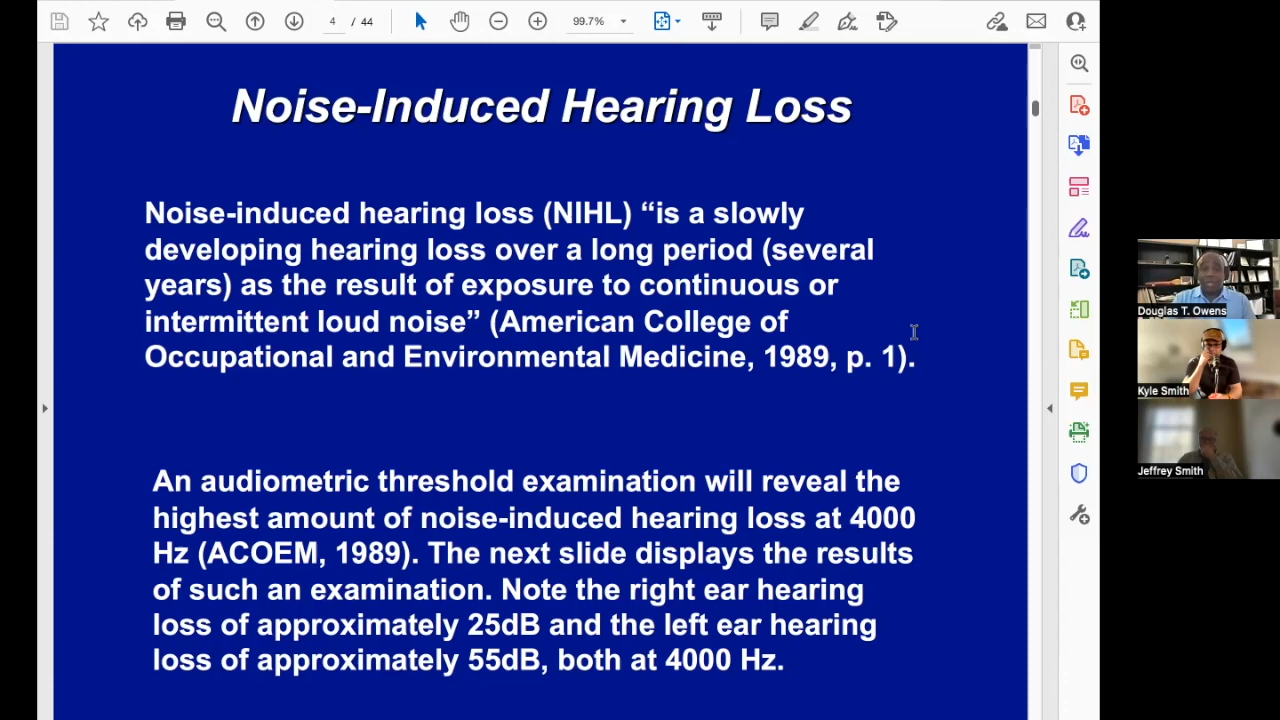 4 / 44
99.7%
Noise-Induced Hearing Loss
Noise-induced hearing loss (NIHL) “is a slowly
developing hearing loss over a long period (several
years) as the result of exposure to continuous or
intermittent loud noise” (American College of
Occupational and Environmental Medicine, 1989, p. 1).
An audiometric threshold examination will reveal the
highest amount of noise-induced hearing loss at 4000
Hz (ACOEM, 1989). The next slide displays the results
of such an examination. Note the right ear hearing
loss of approximately 25dB and the left ear hearing
loss of approximately 55dB, both at 4000 Hz.
Douglas T. Owens
Kyle Smith
Jeffrey Smith